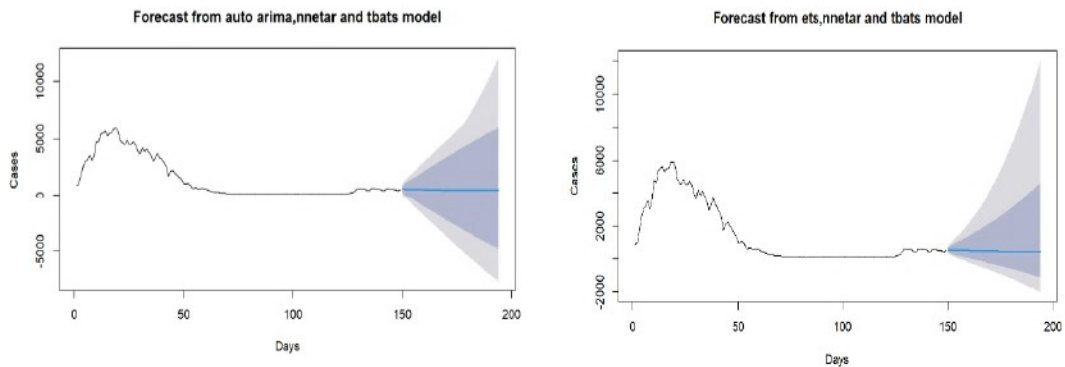 Forecast from auto arima,nnetar and tbats model
Cases
10000
5000
0
-5000
0 50 100 150 200
Days
Forecast from ets,nnetar and tbats model
Cases
10000
6000
2000
-2000
0 50 100 150 200
Days